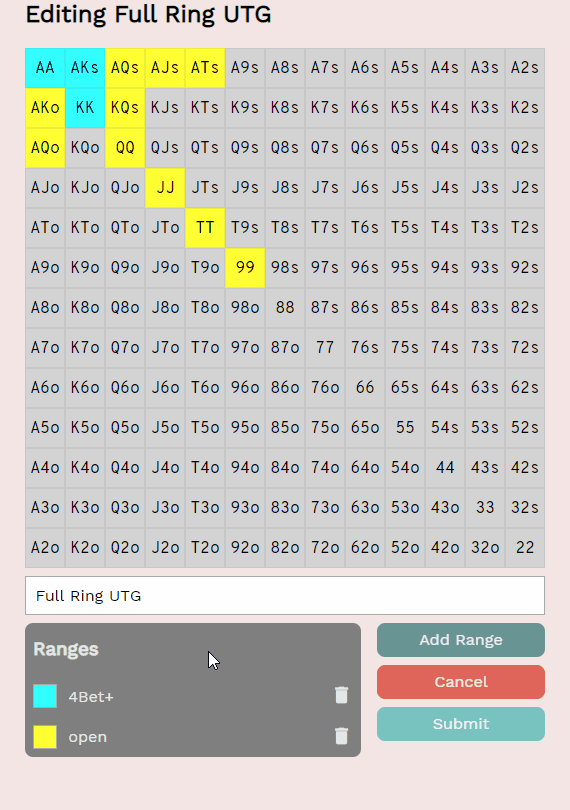 Editing Full Ring UTG
AA AKs AQs AJs ATs A9s A8s A7s A6s A5s A4s A3s A2s
AKo KK KQs KJs KTs K9s K8s K7s K6s K5s K4s K3s K2s
AQo KQo QQ QJs QTs Q9s Q8s Q7s Q6s Q5s Q4s Q3s Q2s
AJo KJo QJo JJ JTs J9s J8s J7s J6s J5s J4s J3s J2s
ATo KTo QTo JTo TT T9s T8s T7s T6s T5s T4s T3s T2s
A9o K9o Q9o J9o T9o 99 98s 97s 96s 95s 94s 93s 92s
A8o K8o Q8o J8o T8o 98o 88 87s 86s 85s 84s 83s 82s
A7o K7o Q7o J7o T7o 97o 87o 77 76s 75s 74s 73s 72s
A6o K6o Q6o J6o T6o 96o 86o 76o 66 65s 64s 63s 62s
A5o K5o Q5o J5o T5o 95o 85o 75o 65o 55 54s 53s 52s
A4o K4o Q4o J4o T4o 94o 84o 74o 64o 54o 44 43s 42s
A3o K3o Q3o J3o T3o 93o 83o 73o 63o 53o 43o 33 32s
A2o K2o Q2o J2o T2o 92o 82o 72o 62o 52o 42o 32o 22
Full Ring UTG
Ranges
4Bet+
open
Add Range
Cancel
Submit